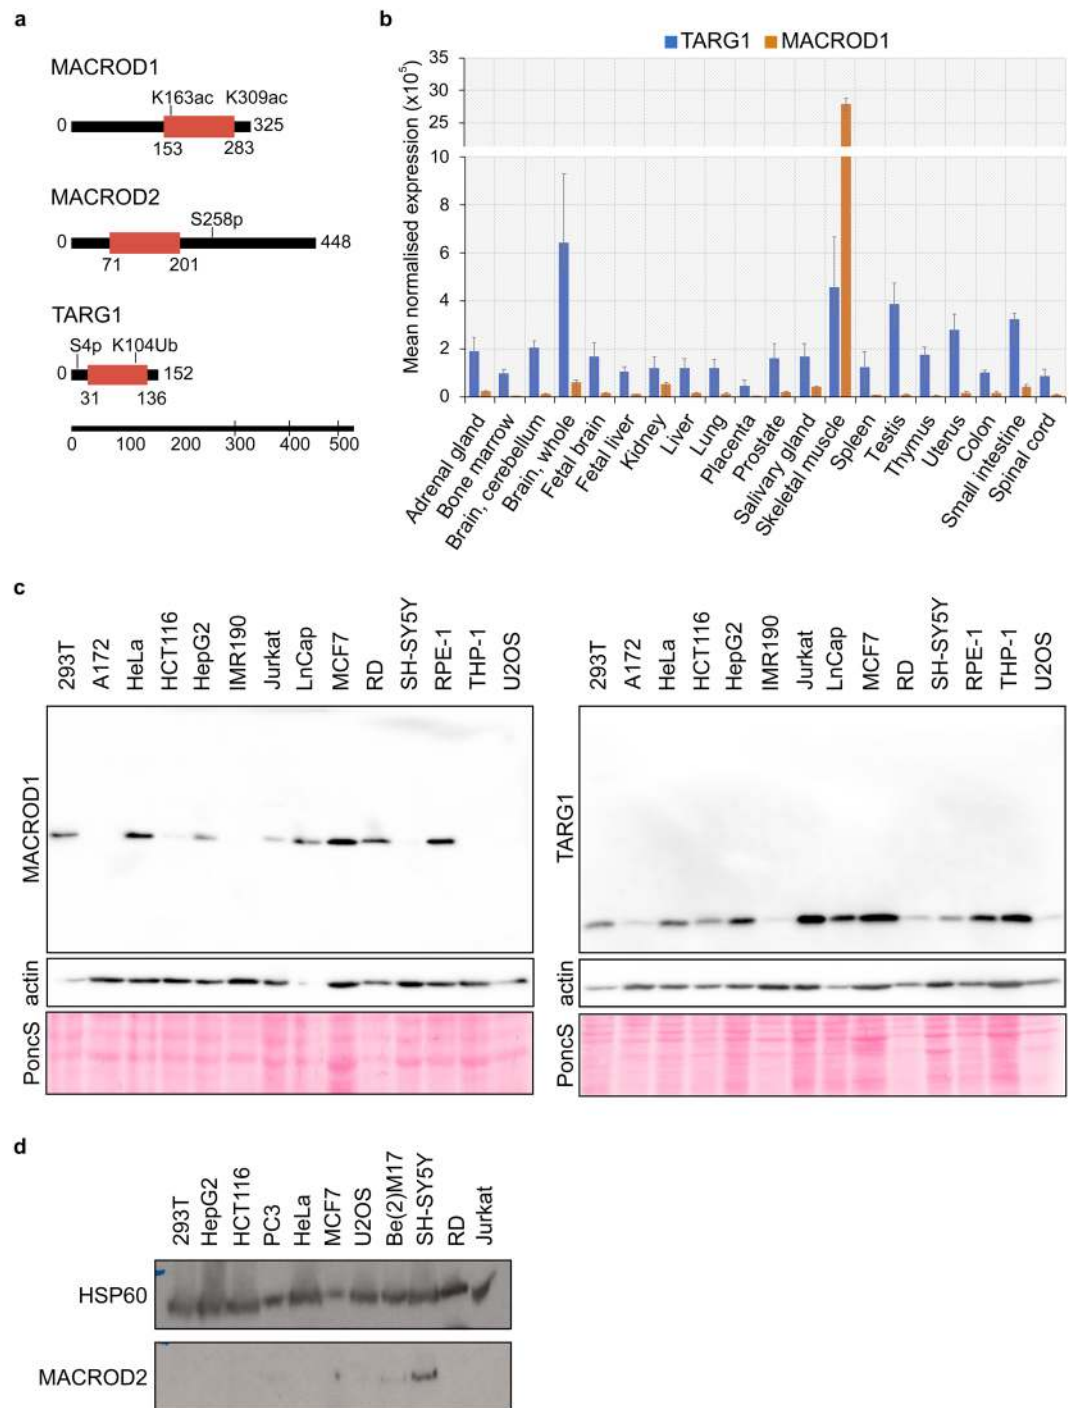 a
MACROD1
K163ac K309ac
0 325
153 283
MACROD2
S258p
0 448
71 201
TARG1
S4p K104Ub
0 152
31 136
0 100 200 300 400 500
b
TARG1 MACROD1
Mean normalised expression (x10⁵)
35
30
25
10
8
6
4
2
0
Adrenal gland
Bone marrow
Brain, cerebellum
Brain, whole
Fetal brain
Fetal liver
Kidney
Liver
Lung
Placenta
Prostate
Salivary gland
Skeletal muscle
Spleen
Testis
Thymus
Uterus
Colon
Small intestine
Spinal cord
c
293T A172 HeLa HCT116 HepG2 IMR190 Jurkat LnCap MCF7 RD SH-SY5Y RPE-1 THP-1 U2OS
MACROD1
actin
PoncS
293T A172 HeLa HCT116 HepG2 IMR190 Jurkat LnCap MCF7 RD SH-SY5Y RPE-1 THP-1 U2OS
TARG1
actin
PoncS
d
293T HepG2 HCT116 PC3 HeLa MCF7 U2OS Be(2)M17 SH-SY5Y RD Jurkat
HSP60
MACROD2